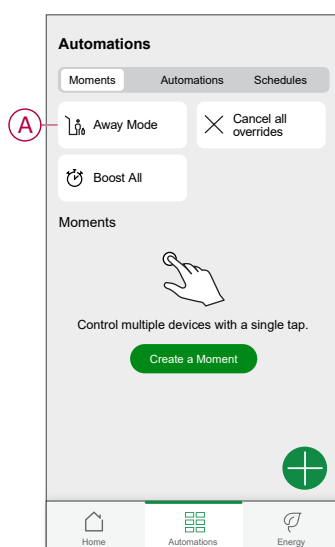 Automations
Moments Automations Schedules
A
Away Mode
Cancel all
overrides
Boost All
Moments
Control multiple devices with a single tap.
Create a Moment
Home Automations Energy